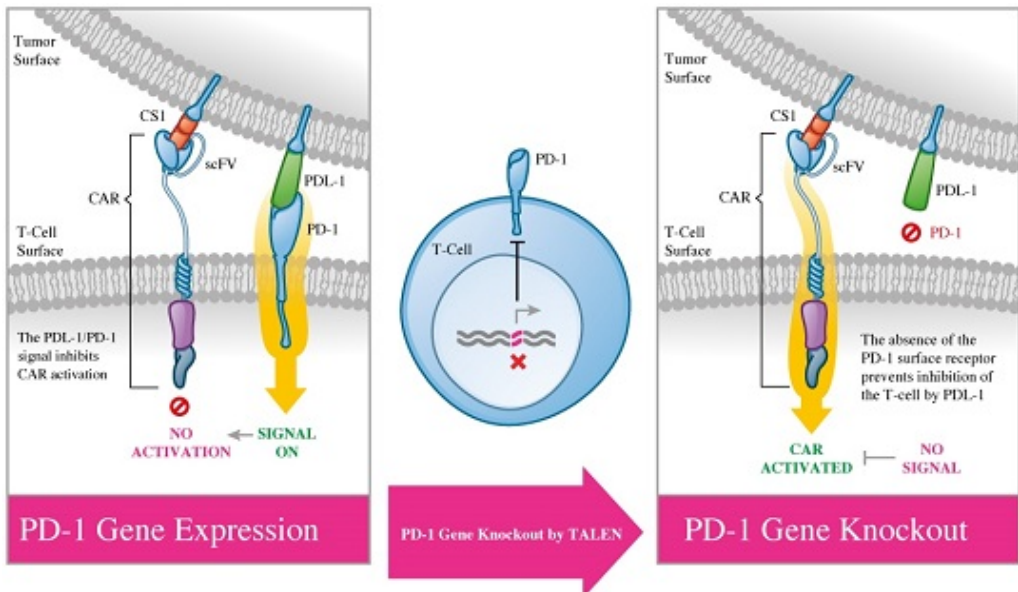 Tumor
Surface
CS1
scFV
CAR
PDL-1
PD-1
T-Cell
Surface
The PDL-1/PD-1
signal inhibits
CAR activation
NO
ACTIVATION
SIGNAL
ON
PD-1 Gene Expression
PD-1
T-Cell
PD-1 Gene Knockout by TALEN
Tumor
Surface
CS1
scFV
CAR
PDL-1
PD-1
T-Cell
Surface
The absence of the
PD-1 surface receptor
prevents inhibition of
the T-cell by PDL-1
CAR
ACTIVATED
NO
SIGNAL
PD-1 Gene Knockout